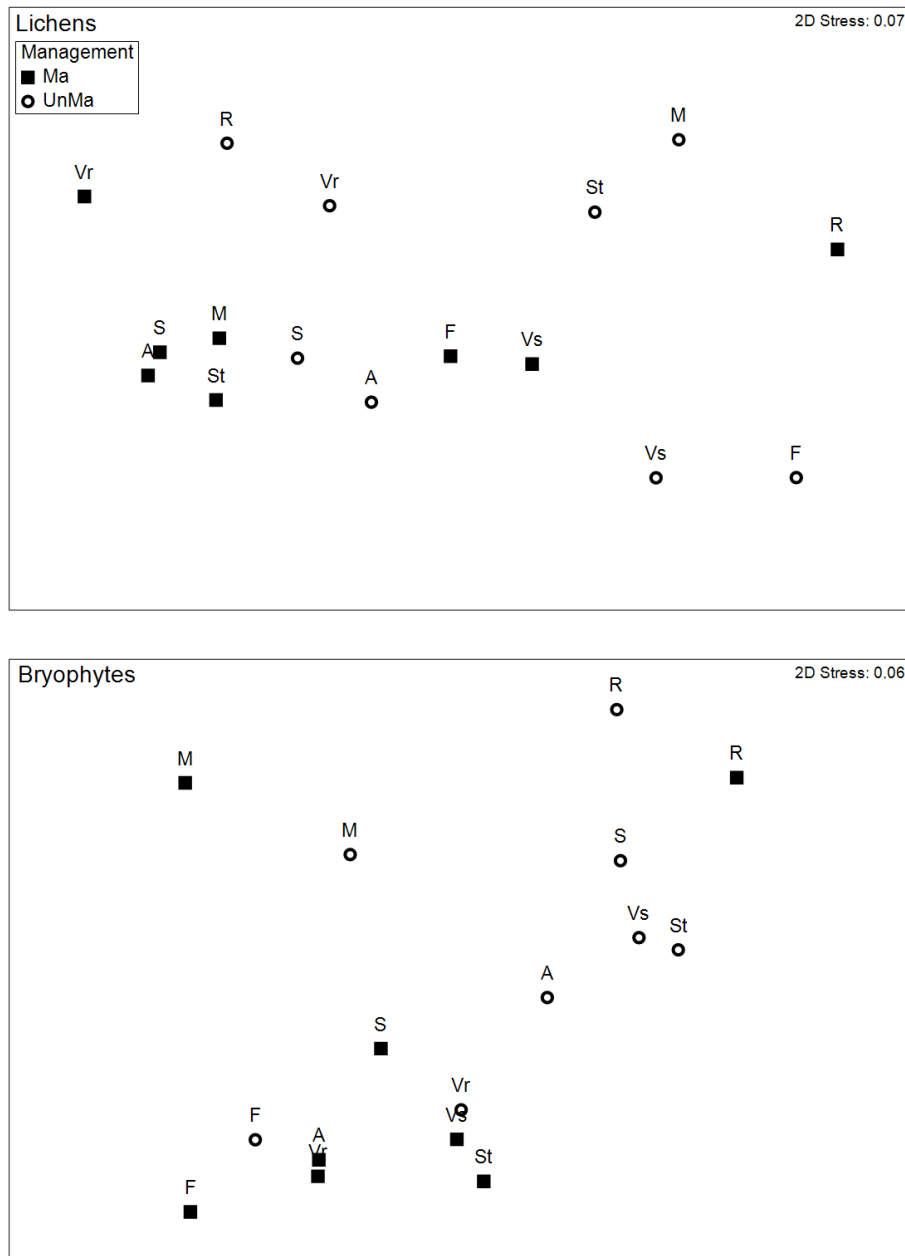 Lichens
2D Stress: 0.07
Management
Ma
UnMa
R
M
Vr
Vr
St
R
M
S
S
F
Vs
A
St
A
Vs
F
Bryophytes
2D Stress: 0.06
R
M
R
M
S
Vs
St
A
S
Vr
F
Vs
A
Vr
St
F